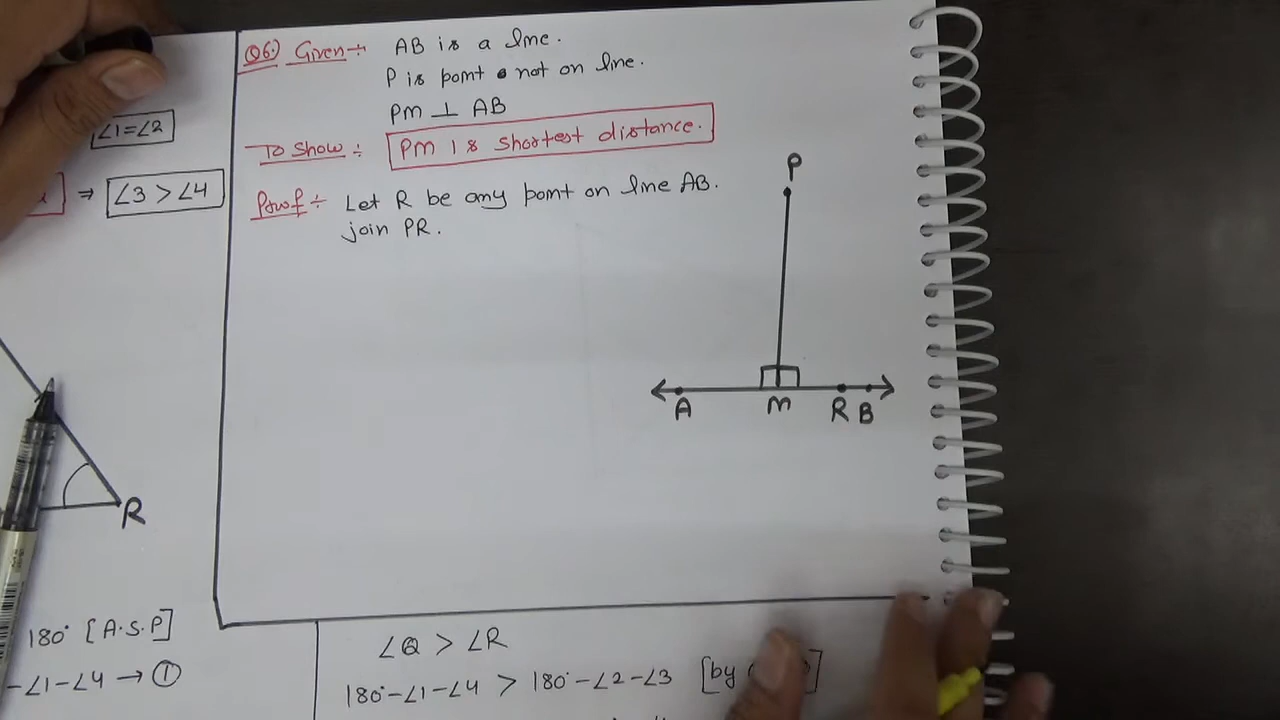 Q6.) Given:- AB is a line.
P is point not on line.
PM ⊥ AB
To Show:- PM is shortest distance.
Proof:- Let R be any point on line AB.
join PR.
P
A M R B
∠1=∠2
⇒ ∠3 > ∠4
R
180° [A.S.P]
-∠1-∠4 → ①
∠Q > ∠R
180°-∠1-∠4 > 180°-∠2-∠3 [by